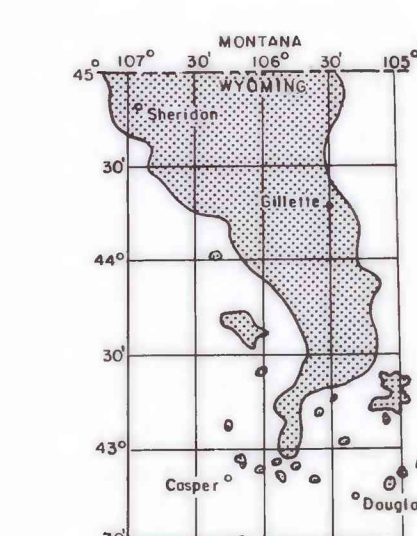 MONTANA
107° 30' 106° 30' 105°
45°
WYOMING
Sheridan
30'
Gillette
44°
30'
43°
Casper
Dougla